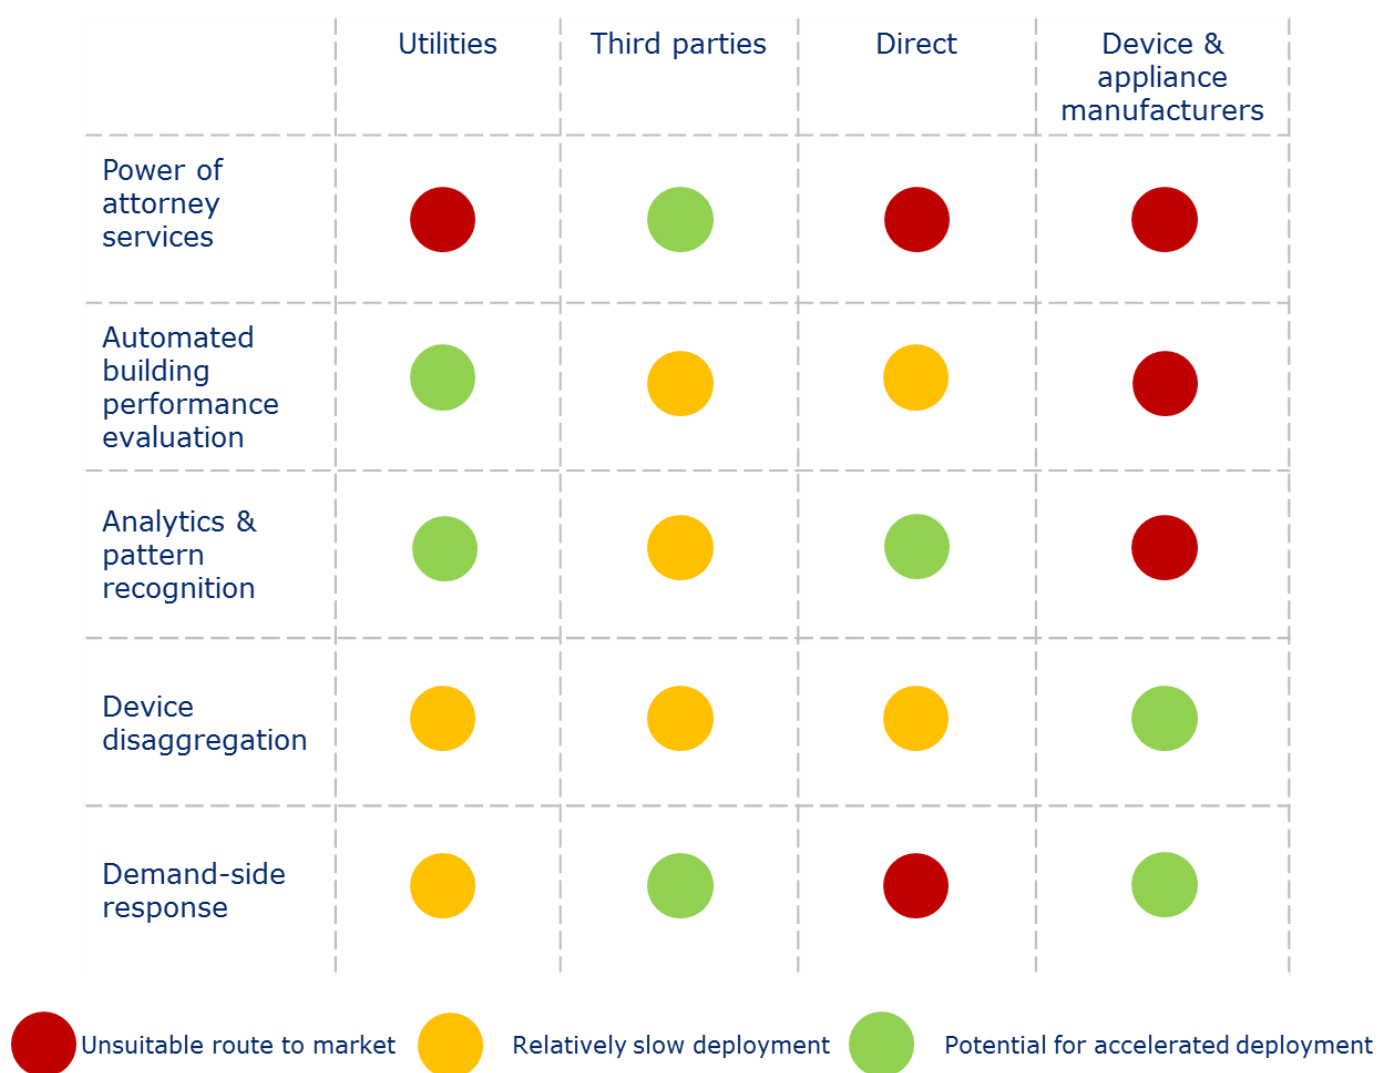 Utilities
Third parties
Direct
Device &
appliance
manufacturers
Power of
attorney
services
Automated
building
performance
evaluation
Analytics &
pattern
recognition
Device
disaggregation
Demand-side
response
Unsuitable route to market
Relatively slow deployment
Potential for accelerated deployment